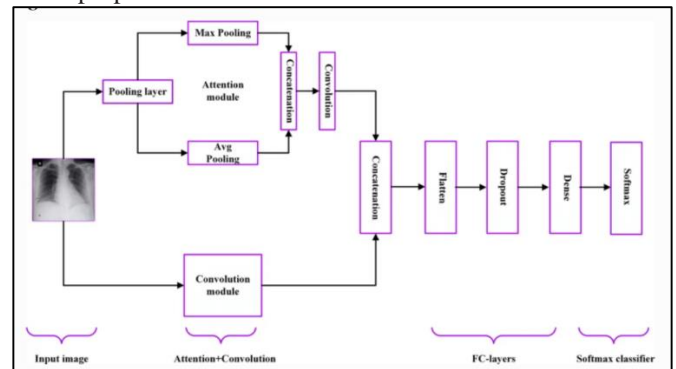 Max Pooling
Pooling layer
Attention
module
Concatenation
Convolution
Avg
Pooling
Concatenation
Flatten
Dropout
Dense
Softmax
Convolution
module
Input image
Attention+Convolution
FC-layers
Softmax classifier